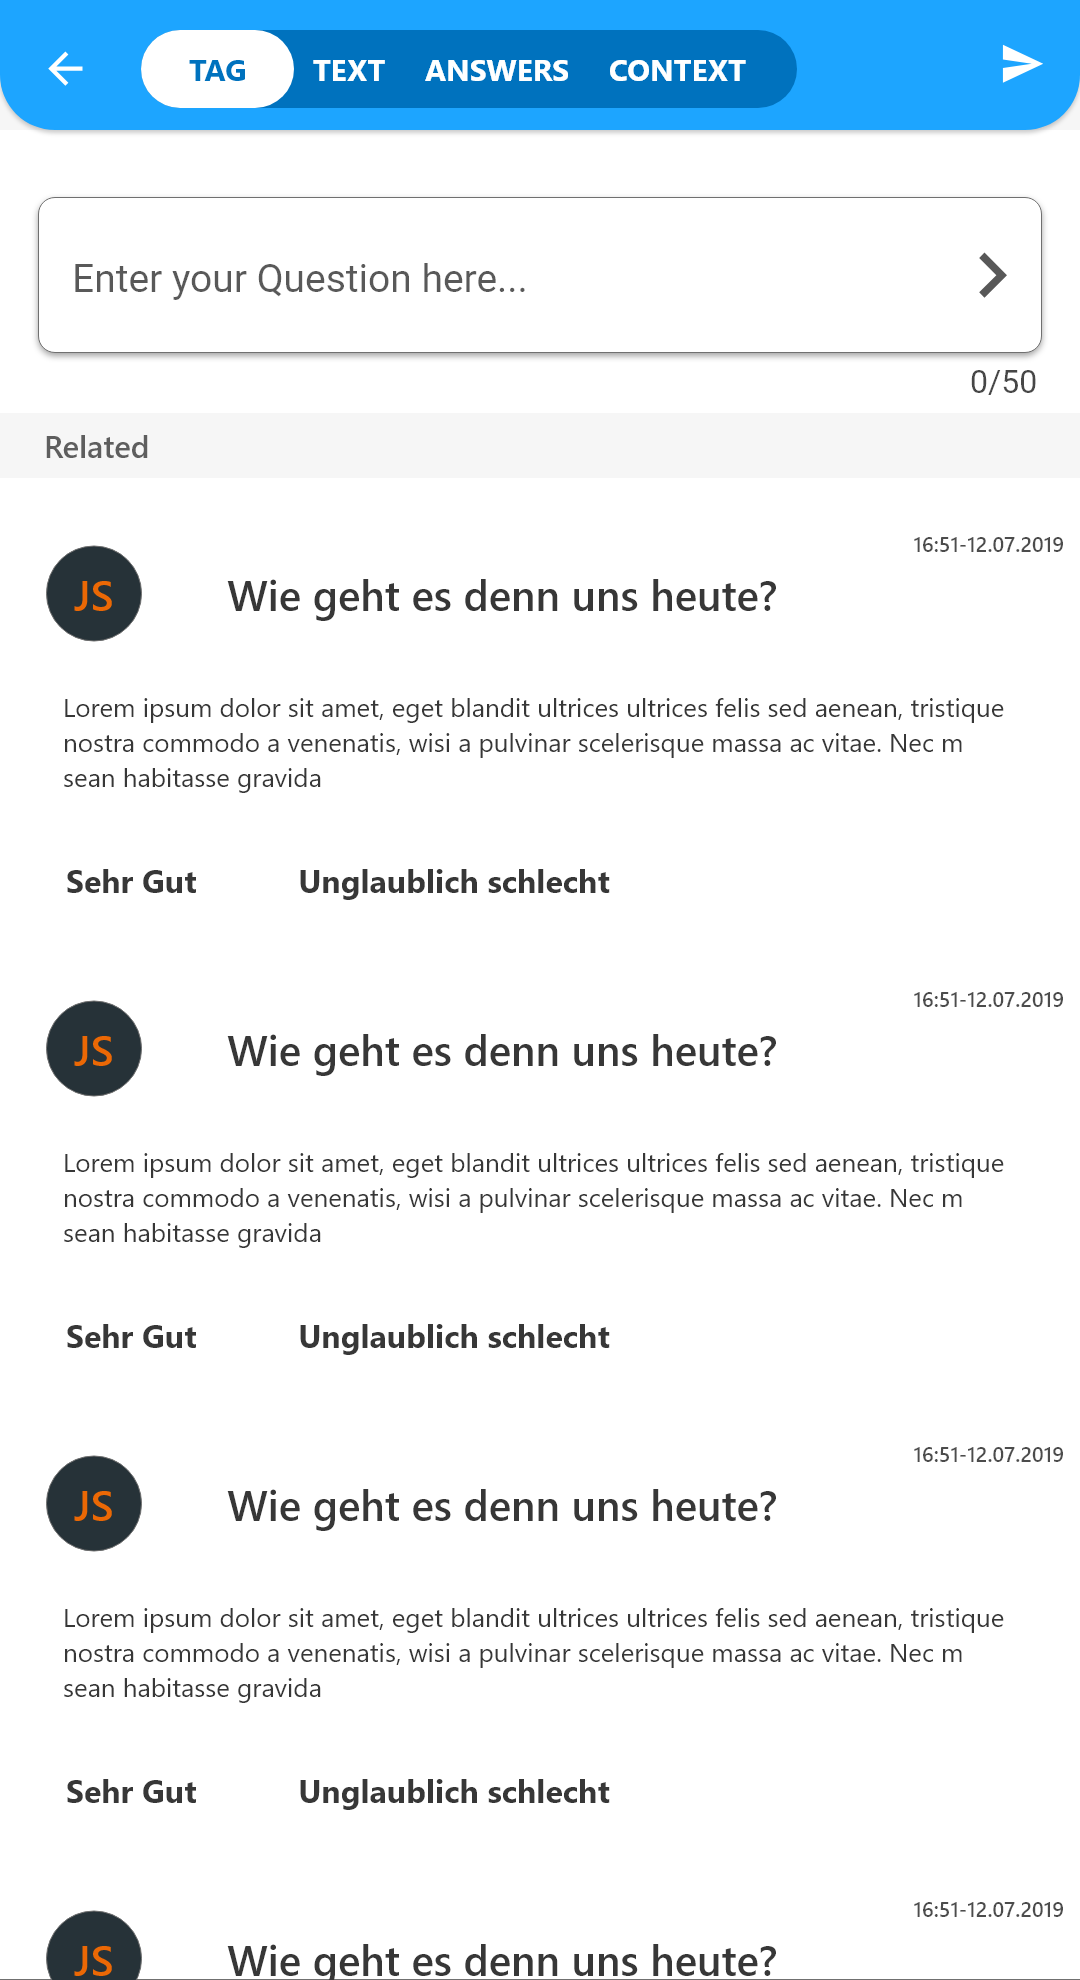 TAG TEXT ANSWERS CONTEXT
Enter your Question here...
0/50
Related
16:51-12.07.2019
JS Wie geht es denn uns heute?
Lorem ipsum dolor sit amet, eget blandit ultrices ultrices felis sed aenean, tristique
nostra commodo a venenatis, wisi a pulvinar scelerisque massa ac vitae. Nec m
sean habitasse gravida
Sehr Gut Unglaublich schlecht
16:51-12.07.2019
JS Wie geht es denn uns heute?
Lorem ipsum dolor sit amet, eget blandit ultrices ultrices felis sed aenean, tristique
nostra commodo a venenatis, wisi a pulvinar scelerisque massa ac vitae. Nec m
sean habitasse gravida
Sehr Gut Unglaublich schlecht
16:51-12.07.2019
JS Wie geht es denn uns heute?
Lorem ipsum dolor sit amet, eget blandit ultrices ultrices felis sed aenean, tristique
nostra commodo a venenatis, wisi a pulvinar scelerisque massa ac vitae. Nec m
sean habitasse gravida
Sehr Gut Unglaublich schlecht
16:51-12.07.2019
JS Wie geht es denn uns heute?